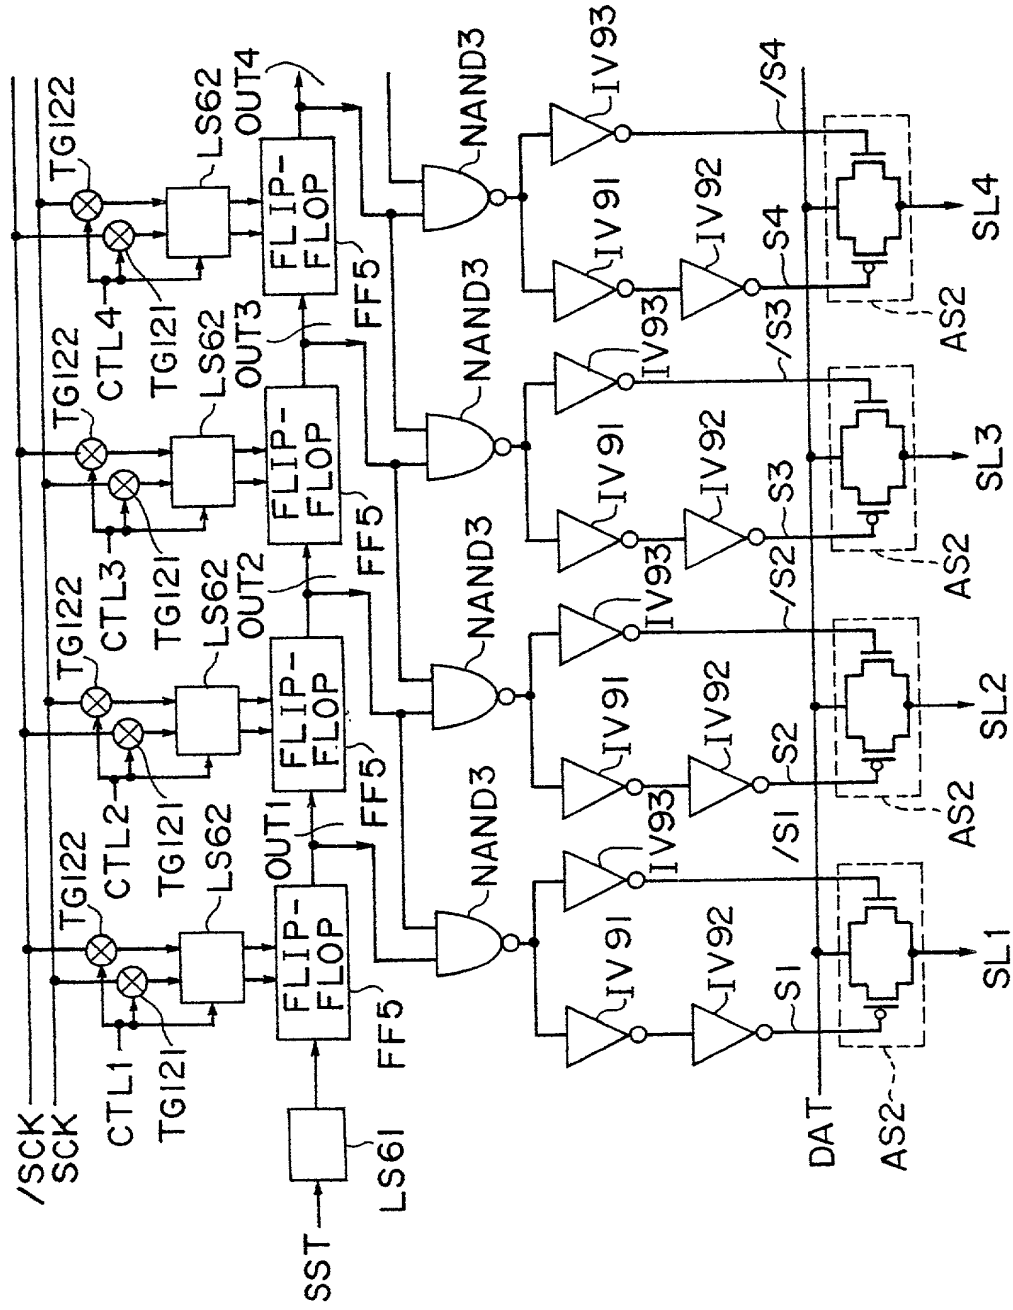 /SCK
SCK
TG122
TG122
TG122
TG122
CTL1
CTL2
CTL3
CTL4
TG121
TG121
TG121
TG121
LS62
LS62
LS62
LS62
SST
LS61
OUT1
OUT2
OUT3
OUT4
FLIP-
FLOP
FLIP-
FLOP
FLIP-
FLOP
FLIP-
FLOP
FF5
FF5
FF5
FF5
NAND3
NAND3
NAND3
NAND3
IV91
IV93
IV91
IV93
IV91
IV93
IV91
IV93
IV92
IV92
IV92
IV92
S1
/S1
S2
/S2
S3
/S3
S4
/S4
DAT
AS2
AS2
AS2
AS2
SL1
SL2
SL3
SL4